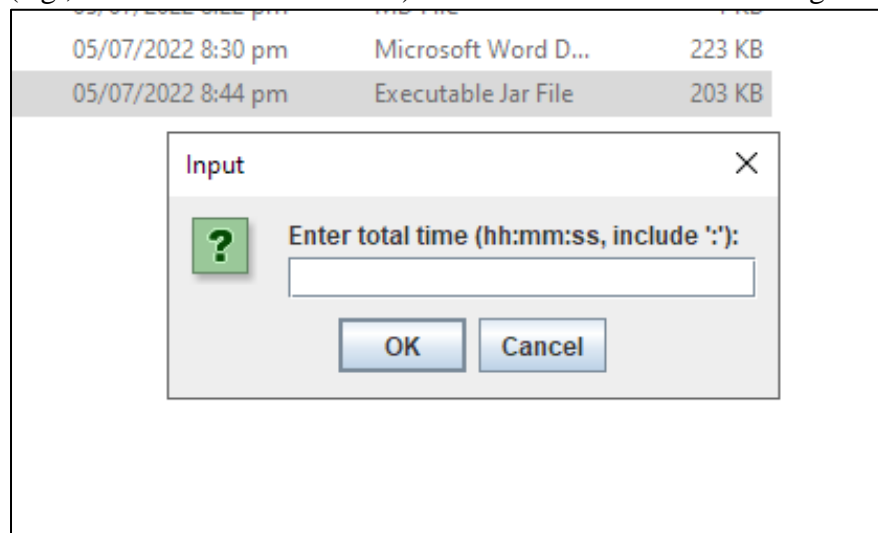 05/07/2022 8:30 pm Microsoft Word D... 223 KB
05/07/2022 8:44 pm Executable Jar File 203 KB
Input
? Enter total time (hh:mm:ss, include ':'):
OK Cancel